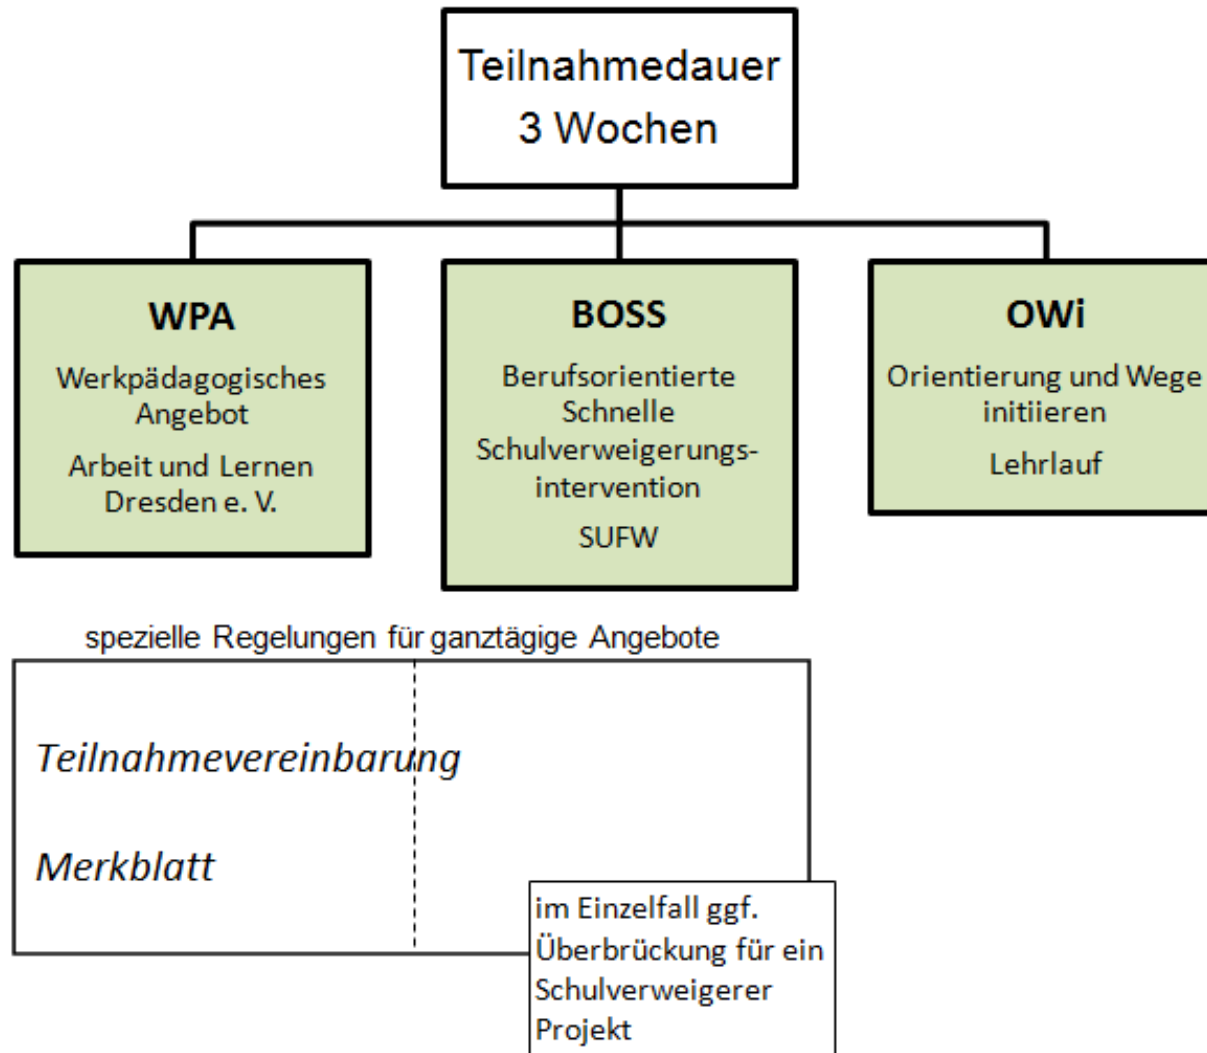 Teilnahmedauer
3 Wochen
WPA
Werkpädagogisches
Angebot
Arbeit und Lernen
Dresden e. V.
BOSS
Berufsorientierte
Schnelle
Schulverweigerungs-
intervention
SUFW
OWi
Orientierung und Wege
initiieren
Lehrlauf
spezielle Regelungen für ganztägige Angebote
Teilnahmevereinbarung
Merkblatt
im Einzelfall ggf.
Überbrückung für ein
Schulverweigerer
Projekt